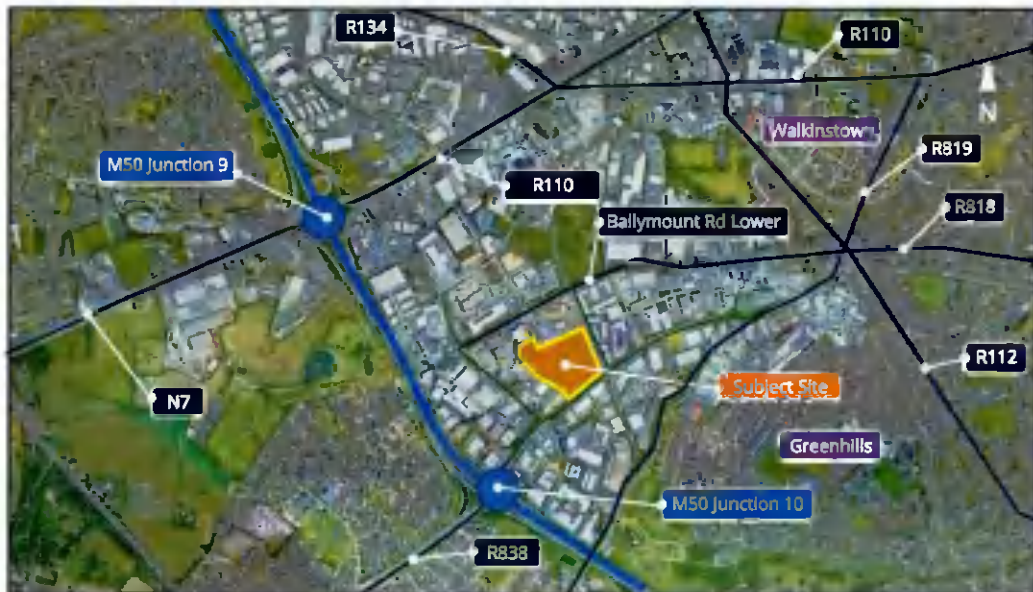 R134
R110
N
Walkinstown
M50 Junction 9
R819
R110
R818
Ballymount Rd Lower
R112
Subject Site
N7
Greenhills
M50 Junction 10
R838